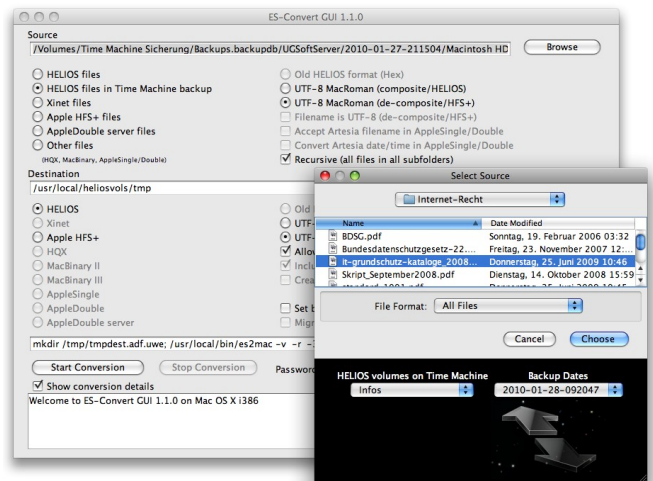 ES-Convert GUI 1.1.0
Source
/Volumes/Time Machine Sicherung/Backups.backupdb/UGSoftServer/2010-01-27-211504/Macintosh HD
Browse
HELIOS files
HELIOS files in Time Machine backup
Xinet files
Apple HFS+ files
AppleDouble server files
Other files
(HQX, MacBinary, AppleSingle/Double)
Old HELIOS format (Hex)
UTF-8 MacRoman (composite/HELIOS)
UTF-8 MacRoman (de-composite/HFS+)
Filename is UTF-8 (de-composite/HFS+)
Accept Artesia filename in AppleSingle/Double
Convert Artesia date/time in AppleSingle/Double
Recursive (all files in all subfolders)
Destination
/usr/local/heliosvols/tmp
HELIOS
Xinet
Apple HFS+
HQX
MacBinary II
MacBinary III
AppleSingle
AppleDouble
AppleDouble server
Old
UTF-
UTF-
Allow
Inclu
Crea
Set b
Migr
mkdir /tmp/tmpdest.adf.uwe; /usr/local/bin/es2mac -v -r
Start Conversion
Stop Conversion
Password
Show conversion details
Welcome to ES-Convert GUI 1.1.0 on Mac OS X i386
Select Source
Internet-Recht
Name
Date Modified
BDSG.pdf
Sonntag, 19. Februar 2006 03:32
Bundesdatenschutzgesetz-22....
Freitag, 23. November 2007 12:...
it-grundschutz-kataloge_2008...
Donnerstag, 25. Juni 2009 10:46
Skript_September2008.pdf
Dienstag, 14. Oktober 2008 15:59
File Format:
All Files
Cancel
Choose
HELIOS volumes on Time Machine
Backup Dates
Infos
2010-01-28-092047